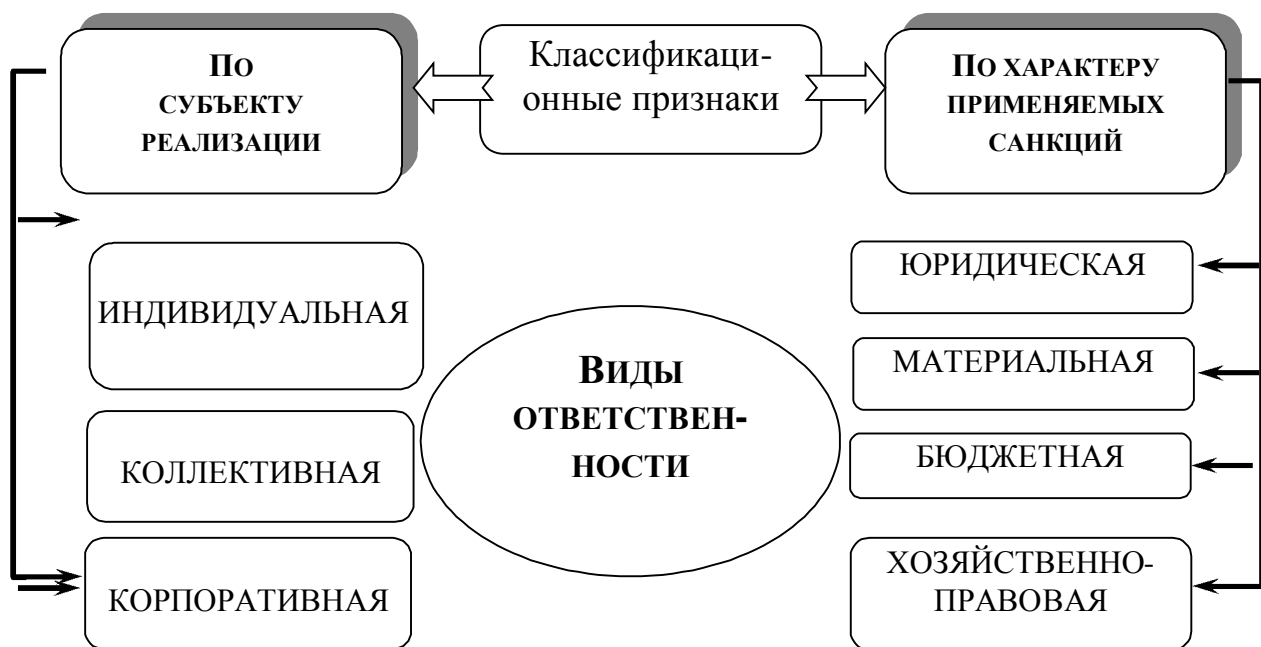 Классификаци-
онные признаки
По
субъекту
реализации
По характеру
применяемых
санкций
ИНДИВИДУАЛЬНАЯ
КОЛЛЕКТИВНАЯ
КОРПОРАТИВНАЯ
Виды
ответствен-
ности
ЮРИДИЧЕСКАЯ
МАТЕРИАЛЬНАЯ
БЮДЖЕТНАЯ
ХОЗЯЙСТВЕННО-
ПРАВОВАЯ